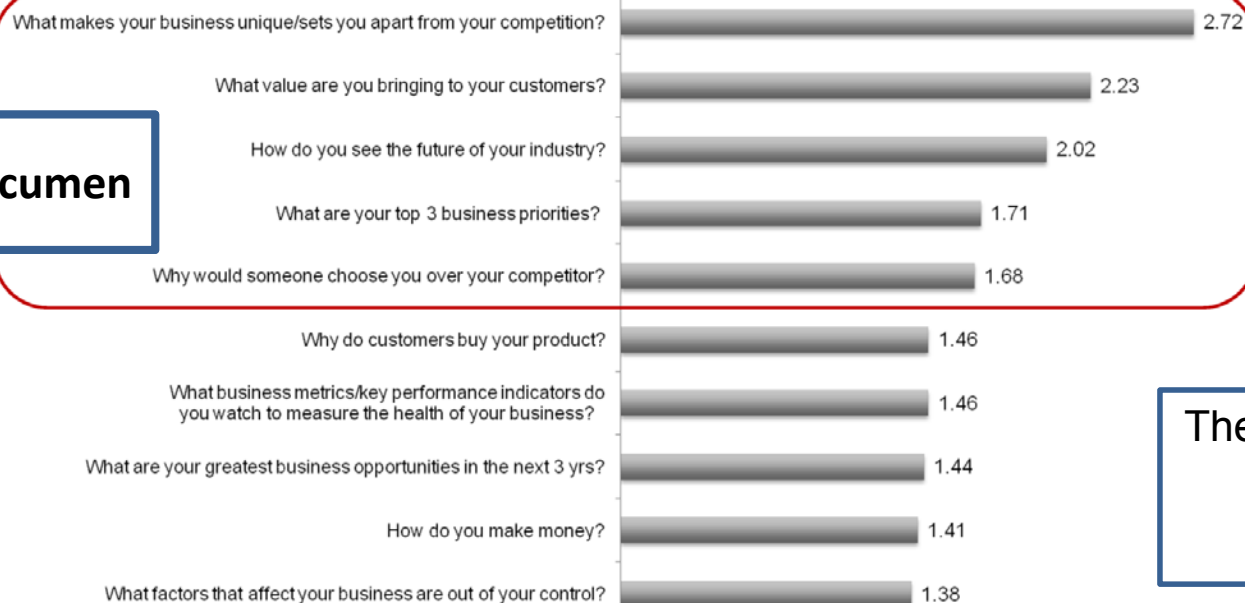 What makes your business unique/sets you apart from your competition?
2.72
What value are you bringing to your customers?
2.23
How do you see the future of your industry?
2.02
cumen
What are your top 3 business priorities?
1.71
Why would someone choose you over your competitor?
1.68
Why do customers buy your product?
1.46
What business metrics/key performance indicators do
you watch to measure the health of your business?
1.46
The
What are your greatest business opportunities in the next 3 yrs?
1.44
How do you make money?
1.41
What factors that affect your business are out of your control?
1.38